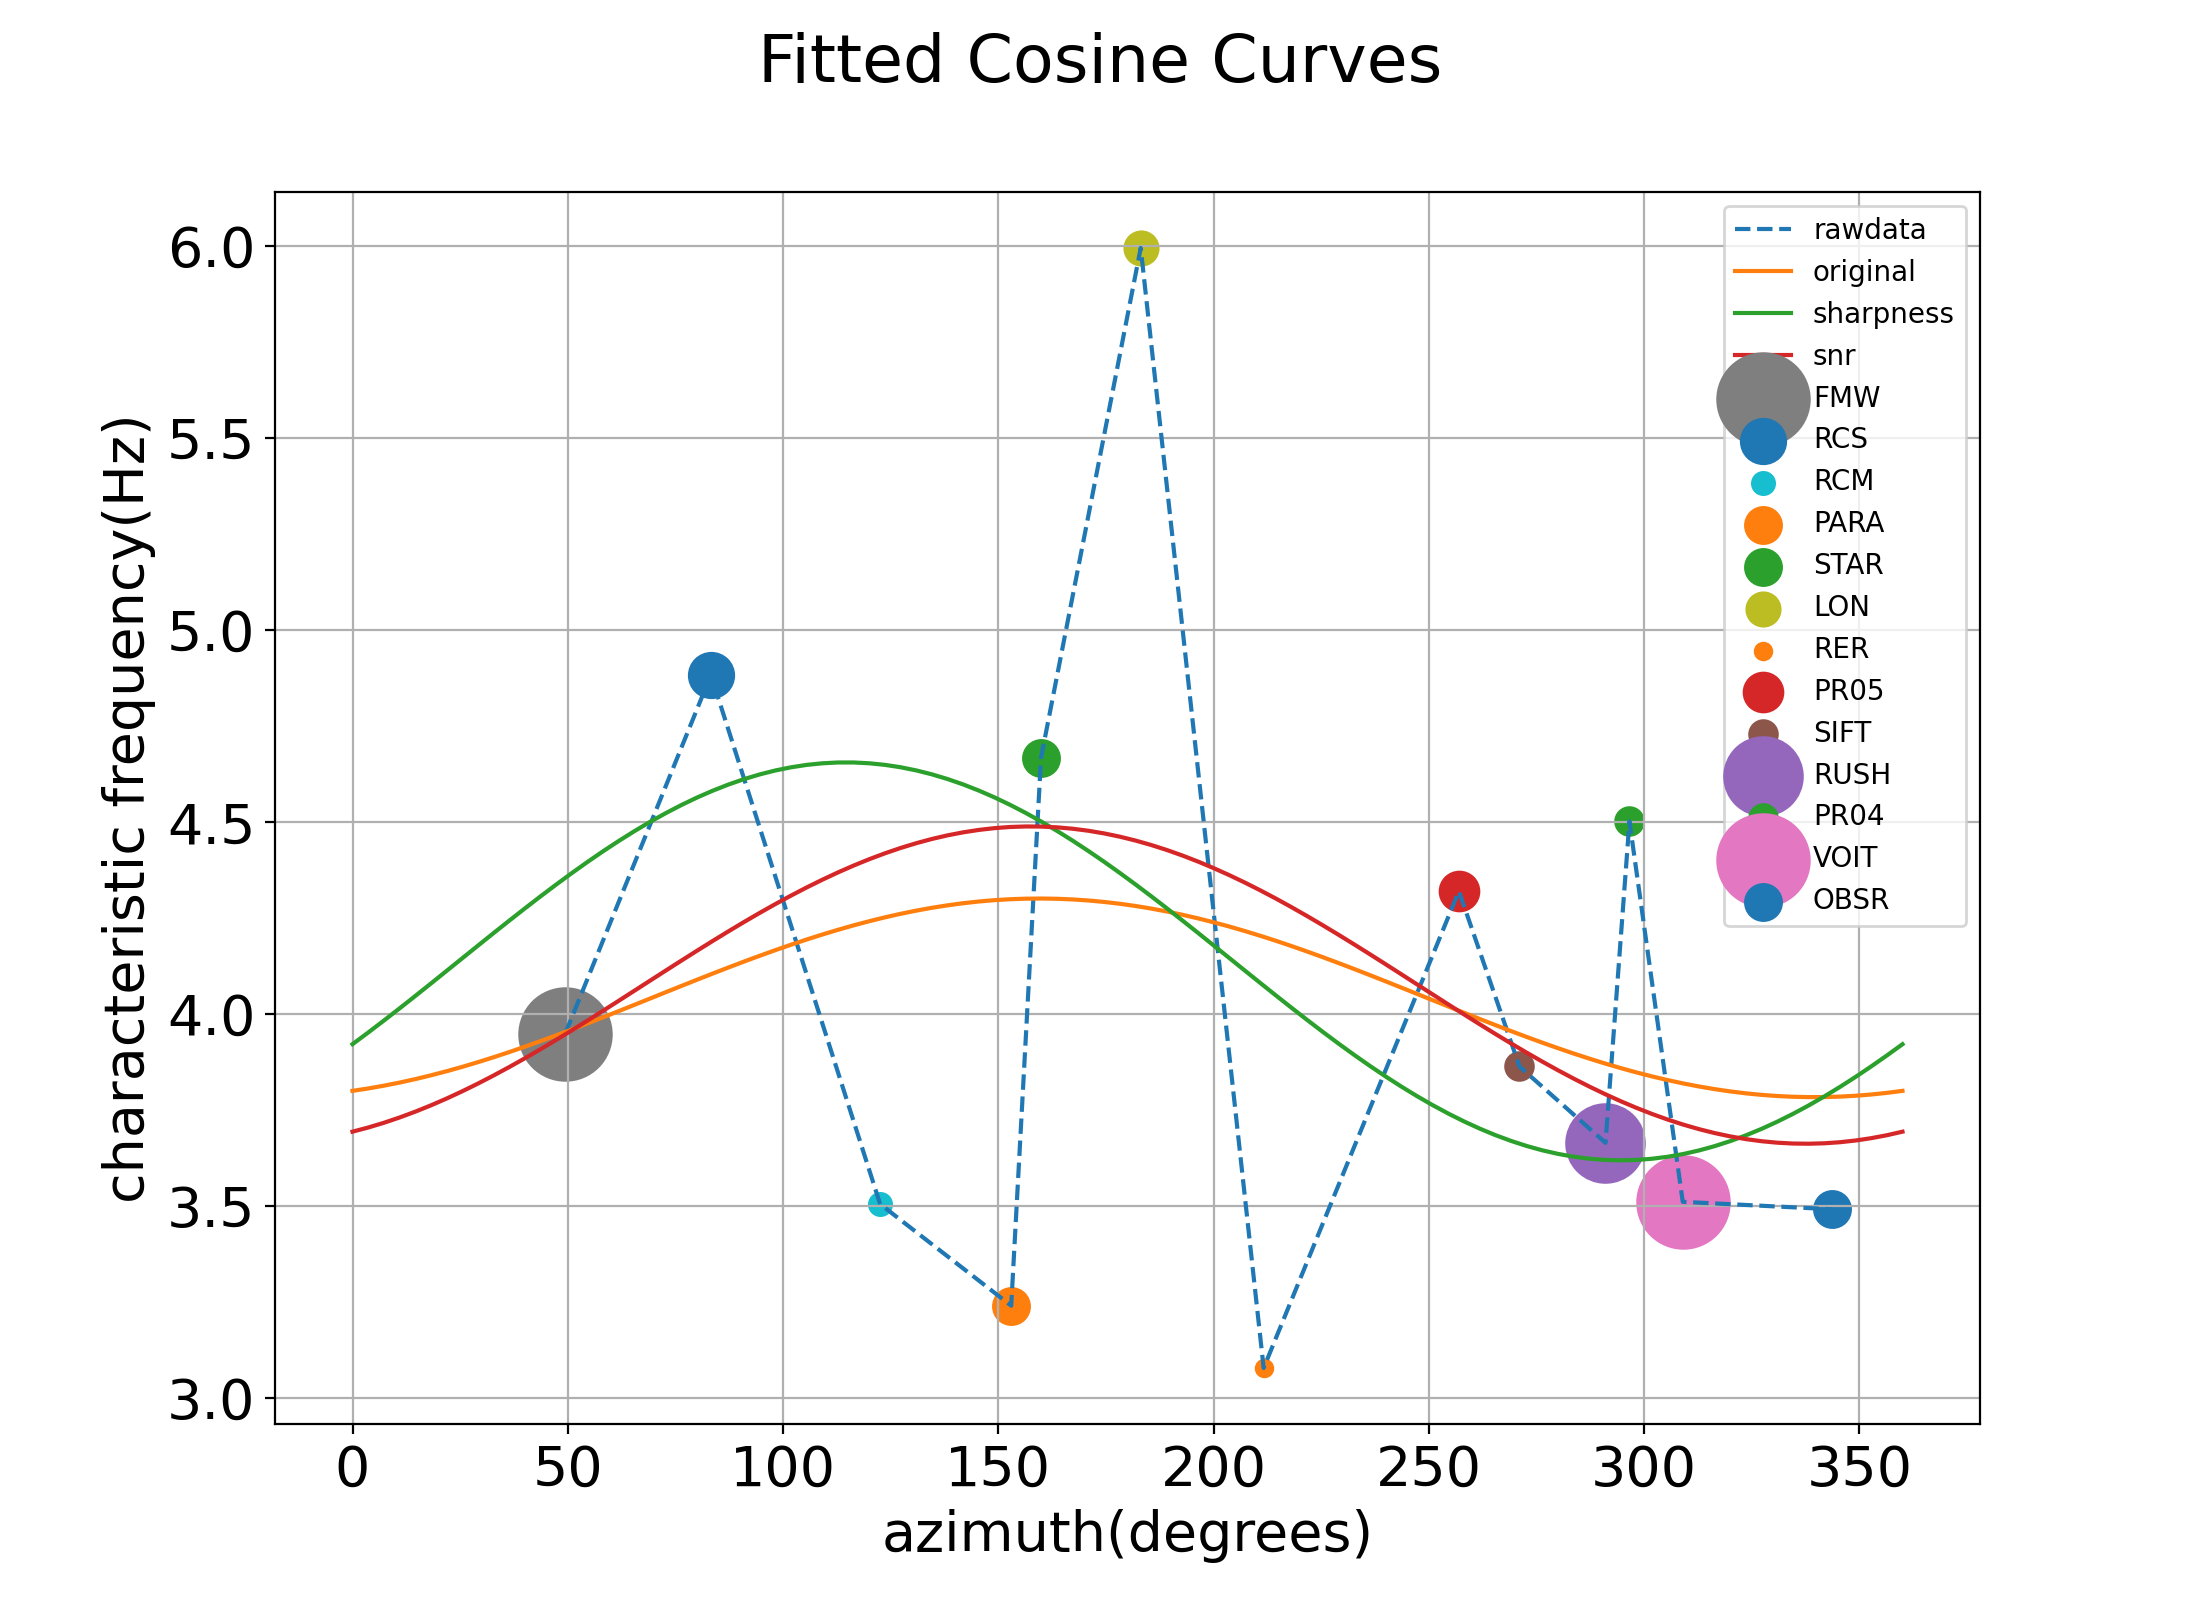 Fitted Cosine Curves
characteristic frequency(Hz)
6.0
5.5
5.0
4.5
4.0
3.5
3.0
rawdata
original
sharpness
snr
FMW
RCS
RCM
PARA
STAR
LON
RER
PR05
SIFT
RUSH
PR04
VOIT
OBSR
0 50 100 150 200 250 300 350
azimuth(degrees)